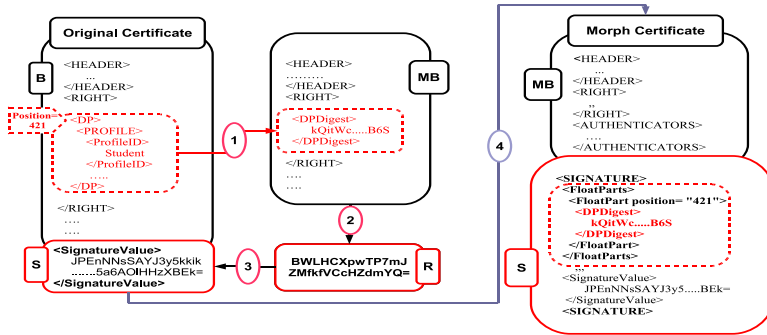 Original Certificate
B
<HEADER>
...
</HEADER>
<RIGHT>
Position=
421
<DP>
<PROFILE>
<ProfileID>
Student
</ProfileID>
.....
</DP>
</RIGHT>
....
....
S
<SignatureValue>
JPEnNNsSAYJ3y5kkik
.......5a6AOlHHzXBEk=
</SignatureValue>
1
MB
<HEADER>
.........
</HEADER>
<RIGHT>
<DPDigest>
kQitWc.....B6S
</DPDigest>
</RIGHT>
....
....
2
BWLHCXpwTP7mJ
ZMfkfVCcHZdmYQ=
R
3
4
Morph Certificate
MB
<HEADER>
...
</HEADER>
<RIGHT>
,,
</RIGHT>
<AUTHENTICATORS>
....
</AUTHENTICATORS>
S
<SIGNATURE>
<FloatParts>
<FloatPart position= "421">
<DPDigest>
kQitWc.....B6S
</DPDigest>
</FloatPart>
</FloatParts>
,,,
<SignatureValue>
JPEnNNsSAYJ3y5.....BEk=
</SignatureValue>
<SIGNATURE>